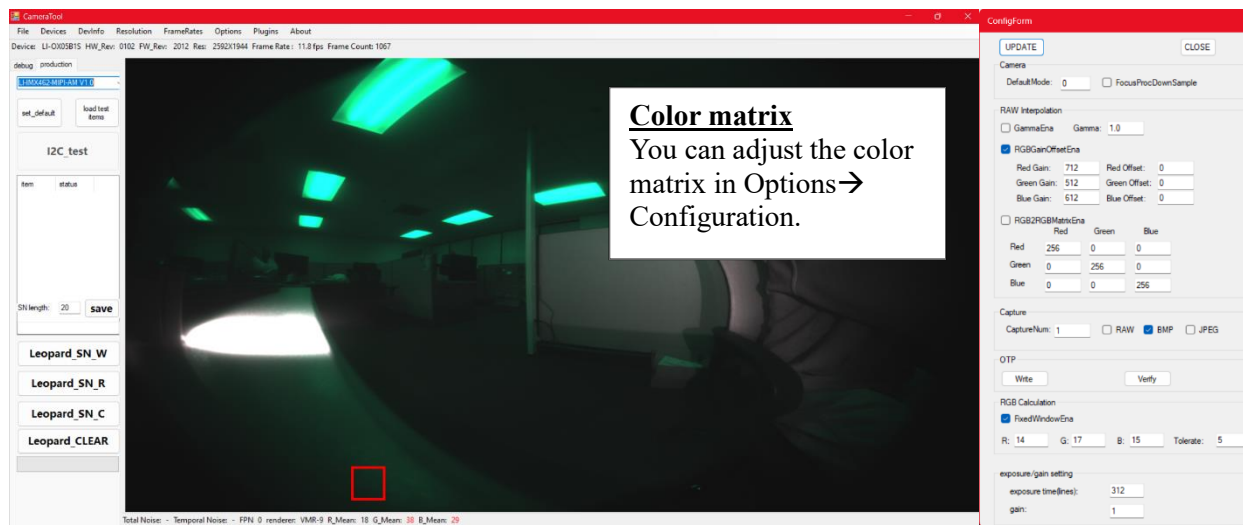 CameraTool
File Devices DevInfo Resolution FrameRates Options Plugins About
Device: LI-OX05B1S HW_Rev: 0102 FW_Rev: 2012 Res: 2592X1944 Frame Rate : 11.8 fps Frame Count: 1067
debug production
LI-IMX462-MIPI-AM V1.0
set_default
load test
items
I2C_test
item status
SN length: 20 save
Leopard_SN_W
Leopard_SN_R
Leopard_SN_C
Leopard_CLEAR
Color matrix
You can adjust the color
matrix in Options→
Configuration.
Total Noise: - Temporal Noise: - FPN 0 renderer: VMR-9 R_Mean: 18 G_Mean: 38 B_Mean: 29
ConfigForm
UPDATE CLOSE
Camera
DefaultMode: 0 FocusProcDownSample
RAW Interpolation
GammaEna Gamma: 1.0
RGBGainOffsetEna
Red Gain: 712 Red Offset: 0
Green Gain: 512 Green Offset: 0
Blue Gain: 612 Blue Offset: 0
RGB2RGBMatrixEna
Red Green Blue
Red 256 0 0
Green 0 256 0
Blue 0 0 256
Capture
CaptureNum: 1 RAW BMP JPEG
OTP
Write Verify
RGB Calculation
FixedWindowEna
R: 14 G: 17 B: 15 Tolerate: 5
exposure/gain setting
exposure time(lines): 312
gain: 1